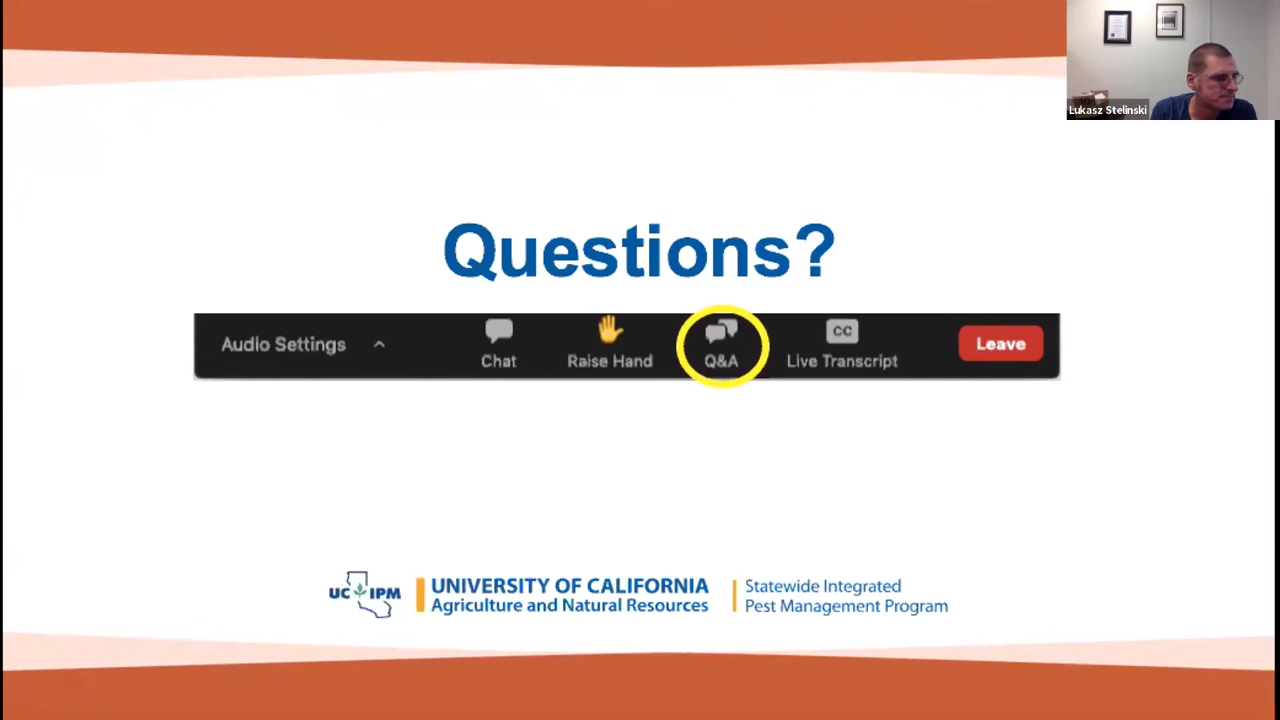 Lukasz Stelinski
Questions?
Audio Settings
Chat
Raise Hand
Q&A
CC
Live Transcript
Leave
UC IPM
UNIVERSITY OF CALIFORNIA
Agriculture and Natural Resources
Statewide Integrated
Pest Management Program